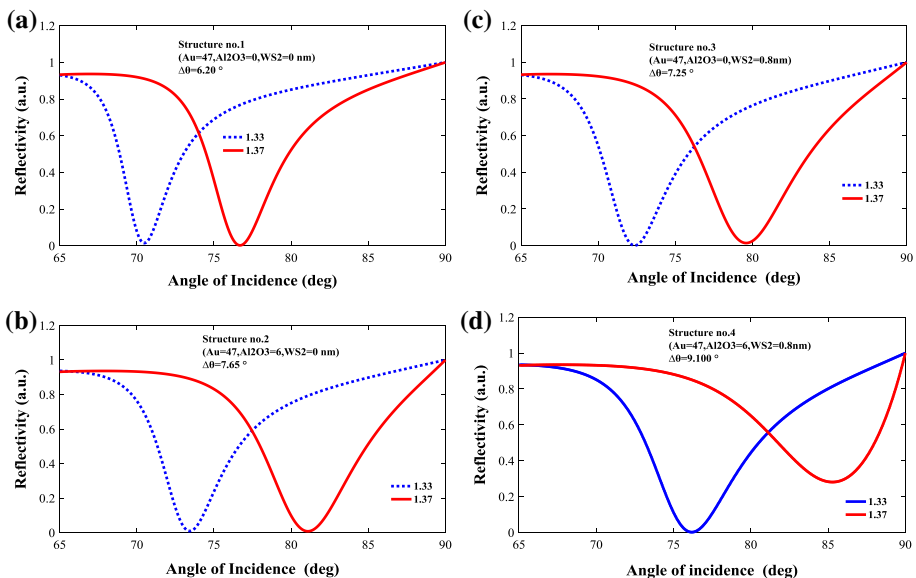 (a)
1.2
1
0.8
0.6
0.4
0.2
0
65
70
75
80
85
90
Reflectivity (a.u.)
Angle of Incidence (deg)
Structure no.1
(Au=47,Al2O3=0,WS2=0 nm)
Δθ=6.20 °
1.33
1.37
(c)
1.2
1
0.8
0.6
0.4
0.2
0
65
70
75
80
85
90
Reflectivity (a.u.)
Angle of Incidence (deg)
Structure no.3
(Au=47,Al2O3=0,WS2=0.8nm)
Δθ=7.25 °
1.33
1.37
(b)
1.2
1
0.8
0.6
0.4
0.2
0
65
70
75
80
85
90
Reflectivity (a.u.)
Angle of Incidence (deg)
Structure no.2
(Au=47,Al2O3=6,WS2=0 nm)
Δθ=7.65 °
1.33
1.37
(d)
1.2
1
0.8
0.6
0.4
0.2
0
65
70
75
80
85
90
Reflectivity (a.u.)
Angle of incidence (deg)
Structure no.4
(Au=47,Al2O3=6,WS2=0.8nm)
Δθ=9.100 °
1.33
1.37